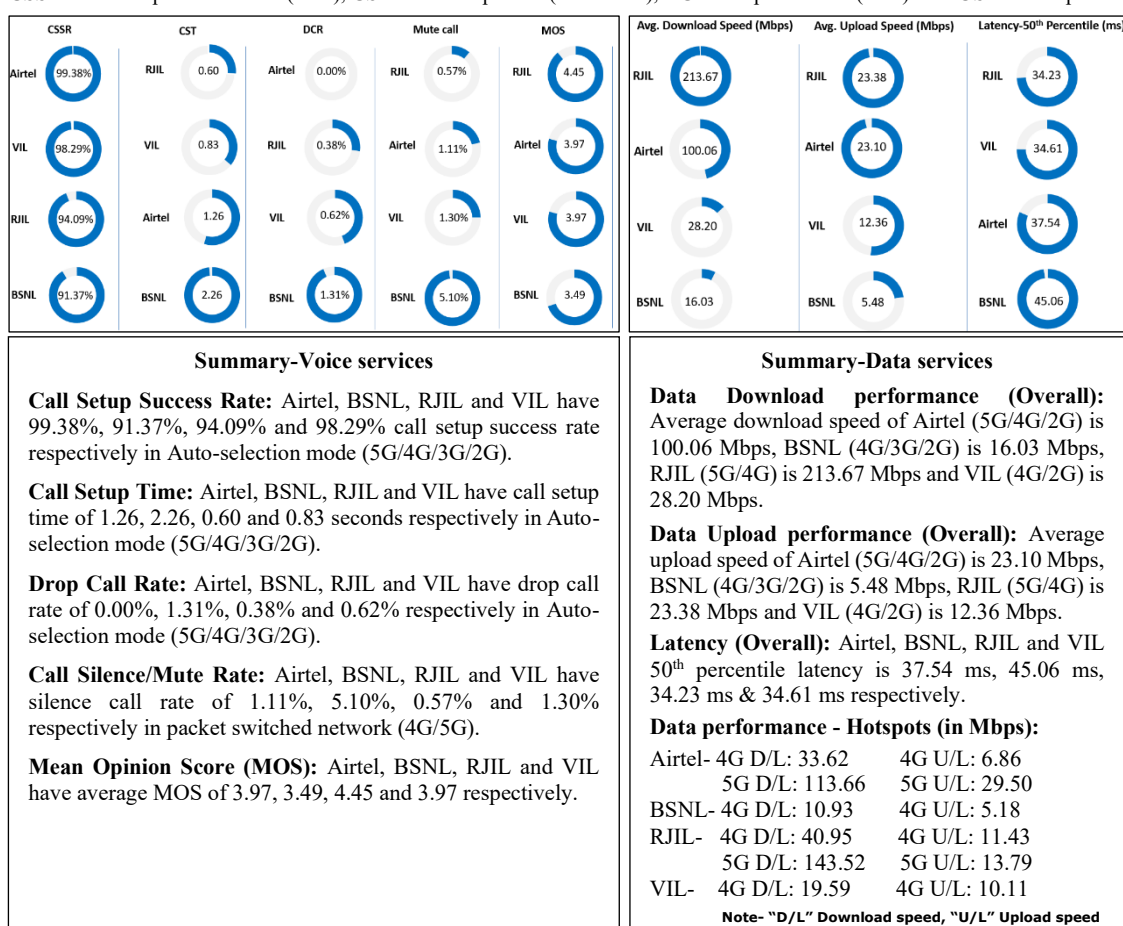 CSSR CST DCR Mute call MOS
Airtel 99.38% RJIL 0.60 Airtel 0.00% RJIL 0.57% RJIL 4.45
VIL 98.29% VIL 0.83 RJIL 0.38% Airtel 1.11% Airtel 3.97
RJIL 94.09% Airtel 1.26 VIL 0.62% VIL 1.30% VIL 3.97
BSNL 91.37% BSNL 2.26 BSNL 1.31% BSNL 5.10% BSNL 3.49
Avg. Download Speed (Mbps) Avg. Upload Speed (Mbps) Latency-50th Percentile (ms)
RJIL 213.67 RJIL 23.38 RJIL 34.23
Airtel 100.06 Airtel 23.10 VIL 34.61
VIL 28.20 VIL 12.36 Airtel 37.54
BSNL 16.03 BSNL 5.48 BSNL 45.06
Summary-Voice services
Call Setup Success Rate: Airtel, BSNL, RJIL and VIL have
99.38%, 91.37%, 94.09% and 98.29% call setup success rate
respectively in Auto-selection mode (5G/4G/3G/2G).
Call Setup Time: Airtel, BSNL, RJIL and VIL have call setup
time of 1.26, 2.26, 0.60 and 0.83 seconds respectively in Auto-
selection mode (5G/4G/3G/2G).
Drop Call Rate: Airtel, BSNL, RJIL and VIL have drop call
rate of 0.00%, 1.31%, 0.38% and 0.62% respectively in Auto-
selection mode (5G/4G/3G/2G).
Call Silence/Mute Rate: Airtel, BSNL, RJIL and VIL have
silence call rate of 1.11%, 5.10%, 0.57% and 1.30%
respectively in packet switched network (4G/5G).
Mean Opinion Score (MOS): Airtel, BSNL, RJIL and VIL
have average MOS of 3.97, 3.49, 4.45 and 3.97 respectively.
Summary-Data services
Data Download performance (Overall):
Average download speed of Airtel (5G/4G/2G) is
100.06 Mbps, BSNL (4G/3G/2G) is 16.03 Mbps,
RJIL (5G/4G) is 213.67 Mbps and VIL (4G/2G) is
28.20 Mbps.
Data Upload performance (Overall): Average
upload speed of Airtel (5G/4G/2G) is 23.10 Mbps,
BSNL (4G/3G/2G) is 5.48 Mbps, RJIL (5G/4G) is
23.38 Mbps and VIL (4G/2G) is 12.36 Mbps.
Latency (Overall): Airtel, BSNL, RJIL and VIL
50th percentile latency is 37.54 ms, 45.06 ms,
34.23 ms & 34.61 ms respectively.
Data performance - Hotspots (in Mbps):
Airtel- 4G D/L: 33.62 4G U/L: 6.86
5G D/L: 113.66 5G U/L: 29.50
BSNL- 4G D/L: 10.93 4G U/L: 5.18
RJIL- 4G D/L: 40.95 4G U/L: 11.43
5G D/L: 143.52 5G U/L: 13.79
VIL- 4G D/L: 19.59 4G U/L: 10.11
Note- “D/L” Download speed, “U/L” Upload speed